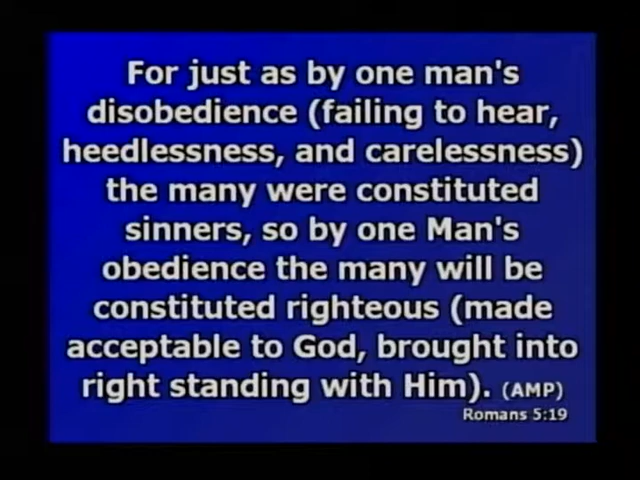 For just as by one man's
disobedience (failing to hear,
heedlessness, and carelessness)
the many were constituted
sinners, so by one Man's
obedience the many will be
constituted righteous (made
acceptable to God, brought into
right standing with Him). (AMP)
Romans 5:19